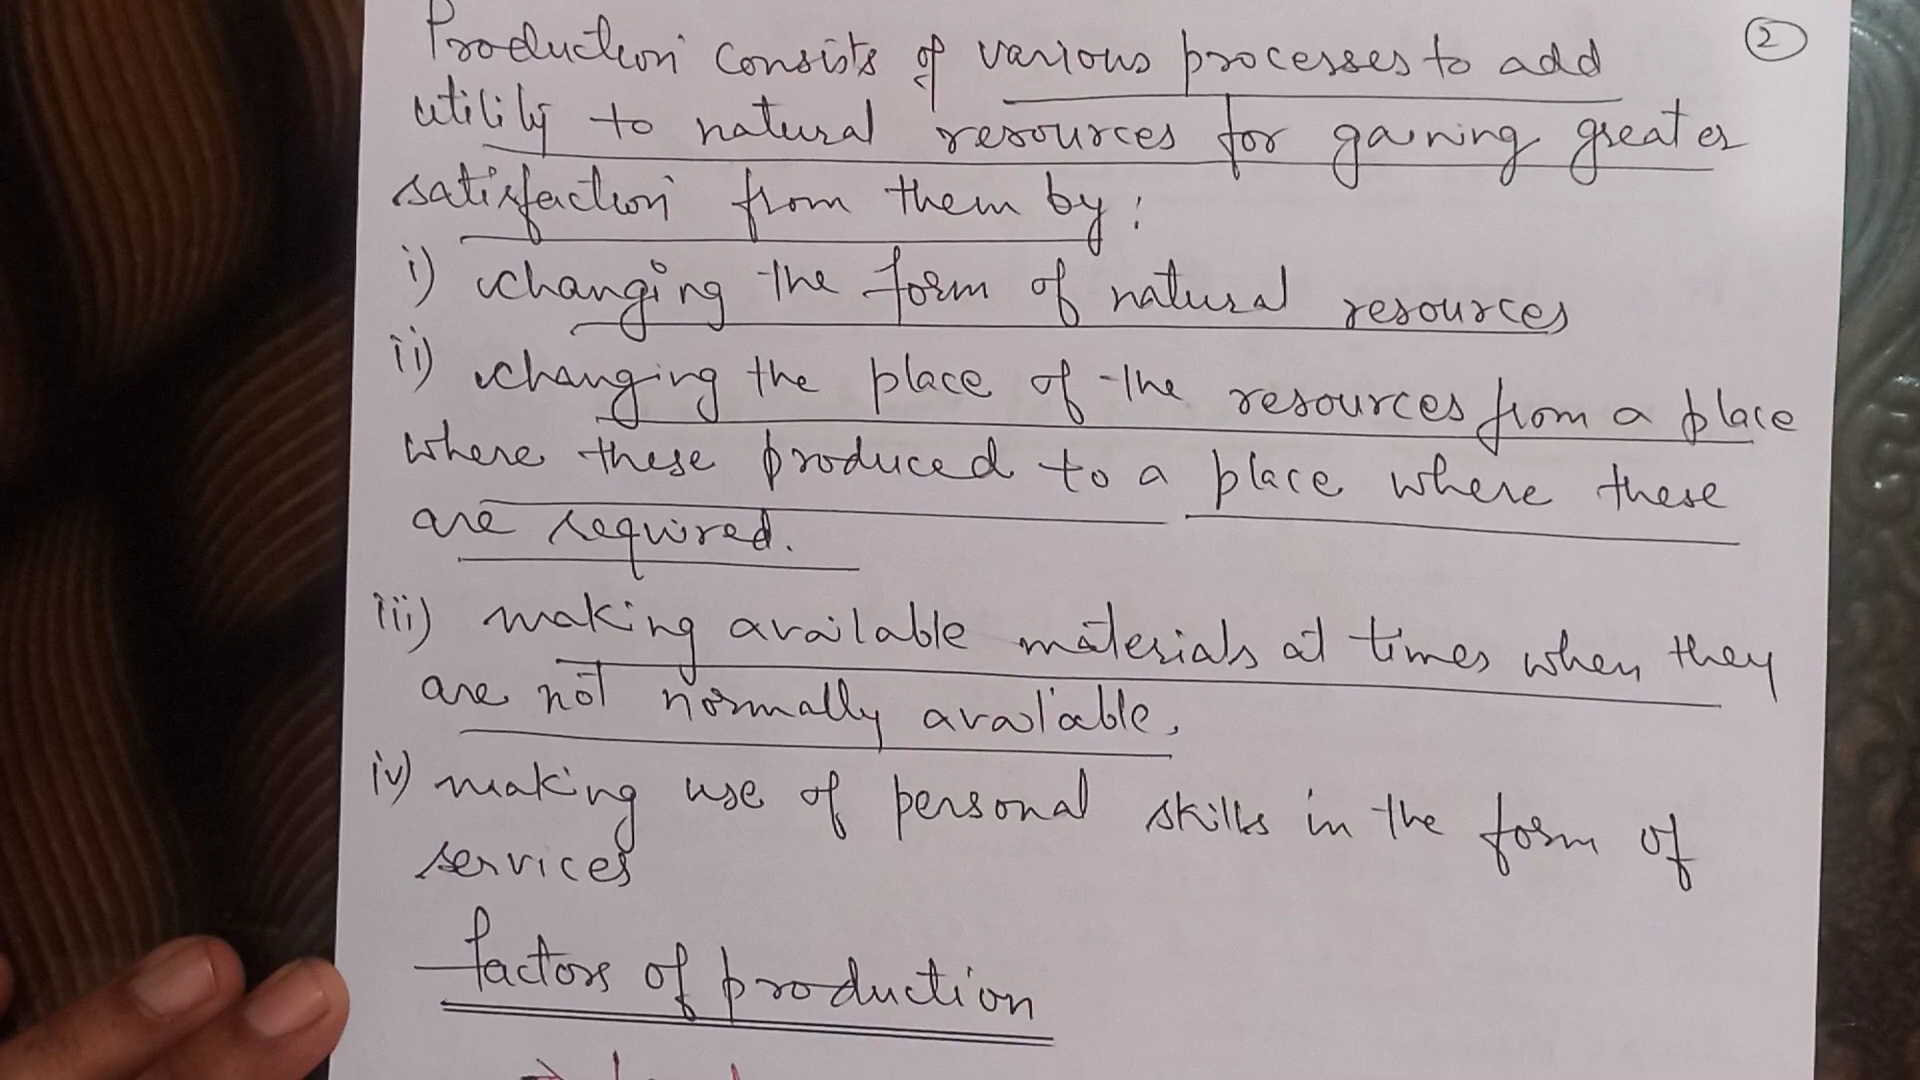 Production consists of various processes to add
②
utility to natural resources for gaining greater
satisfaction from them by:
i) changing the form of natural resources
ii) changing the place of the resources from a place
where these produced to a place where these
are required.
iii) making available materials at times when they
are not normally available.
iv) making use of personal skills in the form of
services
factors of production